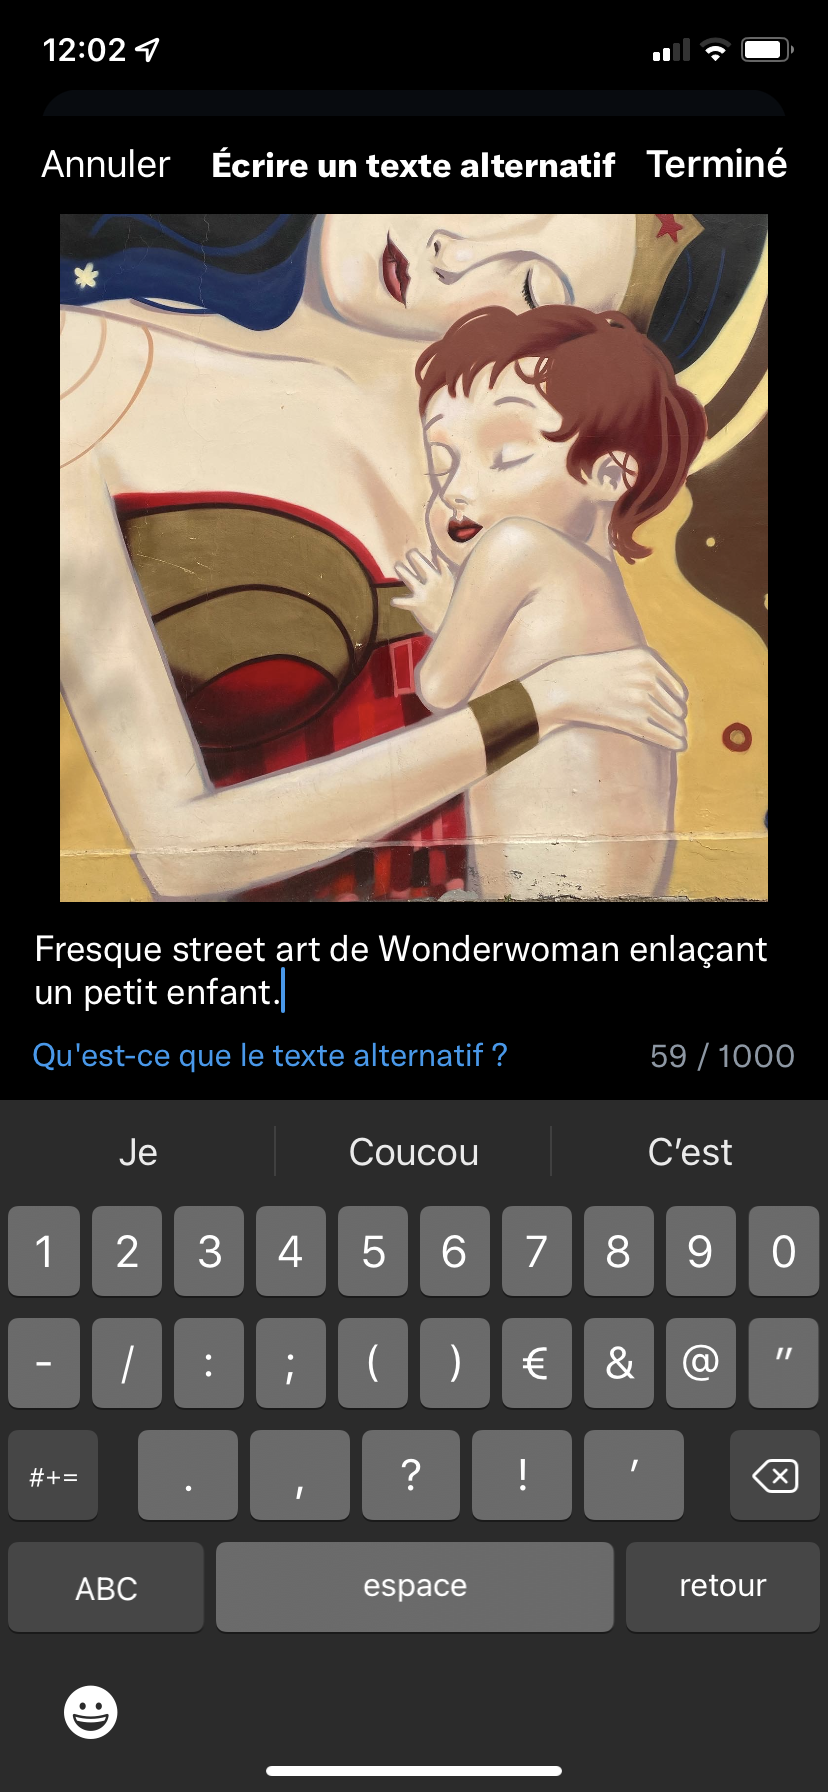 12:02
Annuler Écrire un texte alternatif Terminé
Fresque street art de Wonderwoman enlaçant
un petit enfant.
Qu'est-ce que le texte alternatif ? 59 / 1000
Je Coucou C’est
1 2 3 4 5 6 7 8 9 0
- / : ; ( ) € & @ "
#+= . , ? ! ’
ABC espace retour